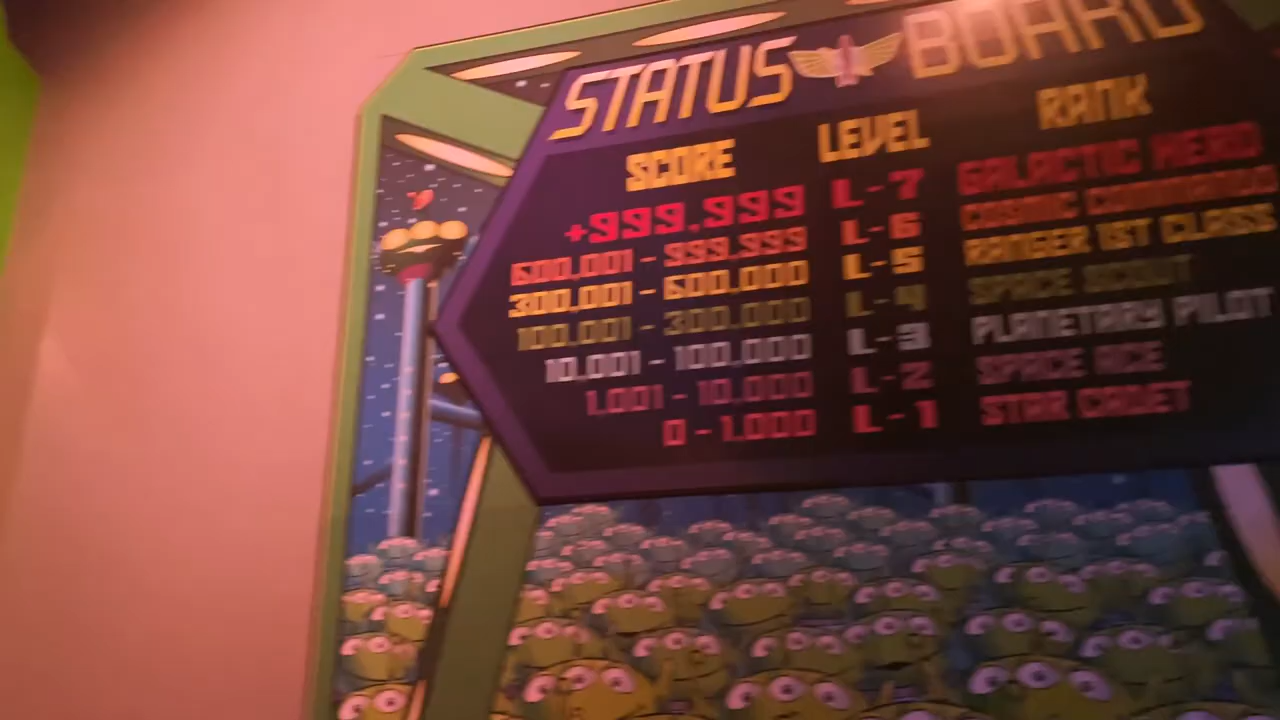 STATUS BOARD
SCORE LEVEL RANK
+999,999 L-7 GALACTIC HERO
600,001 - 999,999 L-6 COSMIC COMMANDO
300,001 - 600,000 L-5 RANGER 1ST CLASS
100,001 - 300,000 L-4 SPACE SCOUT
10,001 - 100,000 L-3 PLANETARY PILOT
1,001 - 10,000 L-2 SPACE ACE
0 - 1,000 L-1 STAR CADET